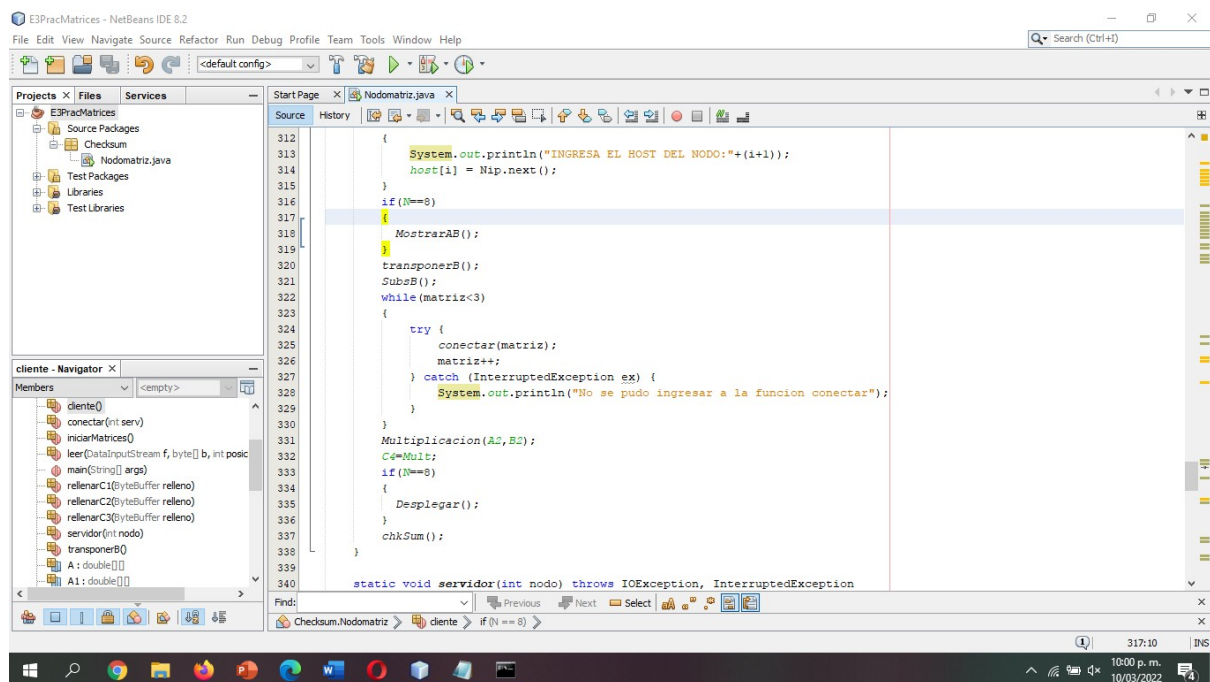 E3PracMatrices - NetBeans IDE 8.2
File Edit View Navigate Source Refactor Run Debug Profile Team Tools Window Help
Search (Ctrl+I)
<default config>
Projects Files Services
Start Page Nodomatriz.java
E3PracMatrices
Source Packages
Checksum
Nodomatriz.java
Test Packages
Libraries
Test Libraries
Source History
312 {
313 System.out.println("INGRESA EL HOST DEL NODO:"+(i+1));
314 host[i] = Nip.next();
315 }
316 if(N==8)
317 {
318 MostrarAB();
319 }
320 transponerB();
321 SubsB();
322 while(matriz<3)
323 {
324 try {
325 conectar(matriz);
326 matriz++;
327 } catch (InterruptedException ex) {
328 System.out.println("No se pudo ingresar a la funcion conectar");
329 }
330 }
331 Multiplicacion(A2,B2);
332 C4=Mult;
333 if(N==8)
334 {
335 Desplegar();
336 }
337 chkSum();
338 }
339
340 static void servidor(int nodo) throws IOException, InterruptedException
cliente - Navigator
Members <empty>
cliente()
conectar(int serv)
iniciarMatrices()
leer(DataInputStream f, byte[] b, int posic
main(String[] args)
rellenarC1(ByteBuffer relleno)
rellenarC2(ByteBuffer relleno)
rellenarC3(ByteBuffer relleno)
servidor(int nodo)
transponerB()
A : double[][]
A1 : double[][]
Find: Previous Next Select
Checksum.Nodomatriz cliente if (N == 8)
1 317:10 INS
10:00 p. m.
10/03/2022
4